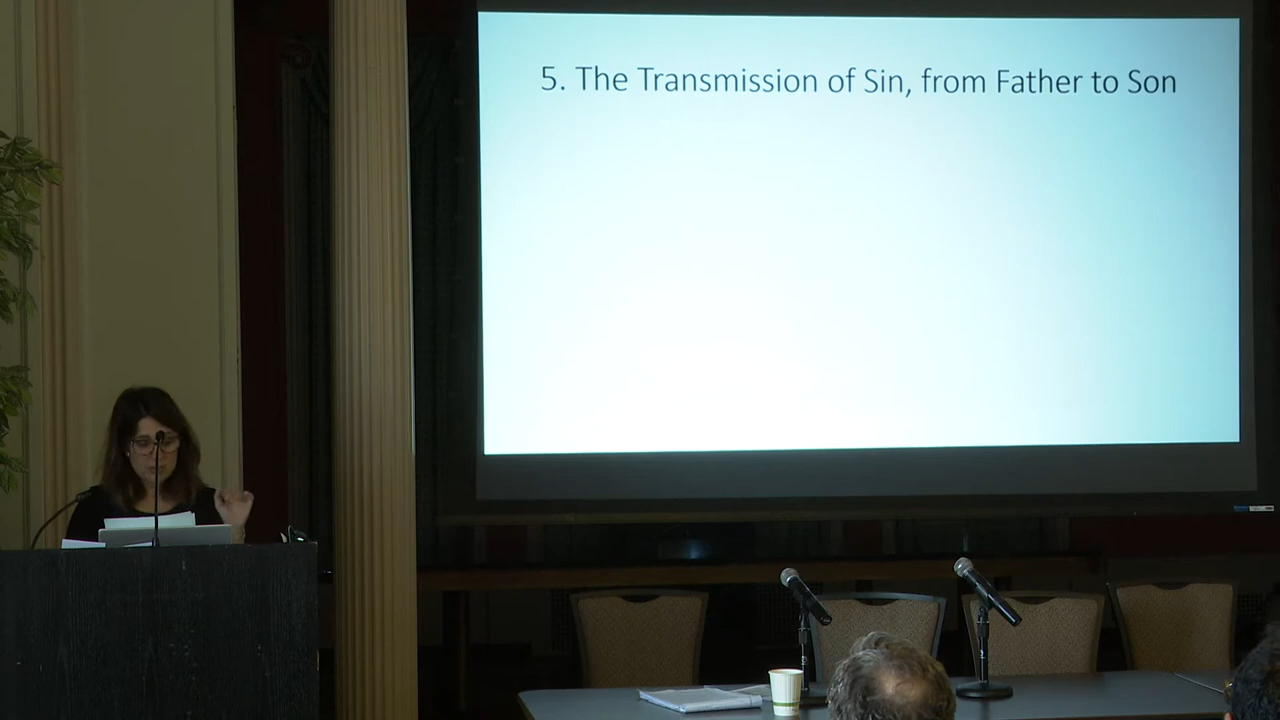 5. The Transmission of Sin, from Father to Son